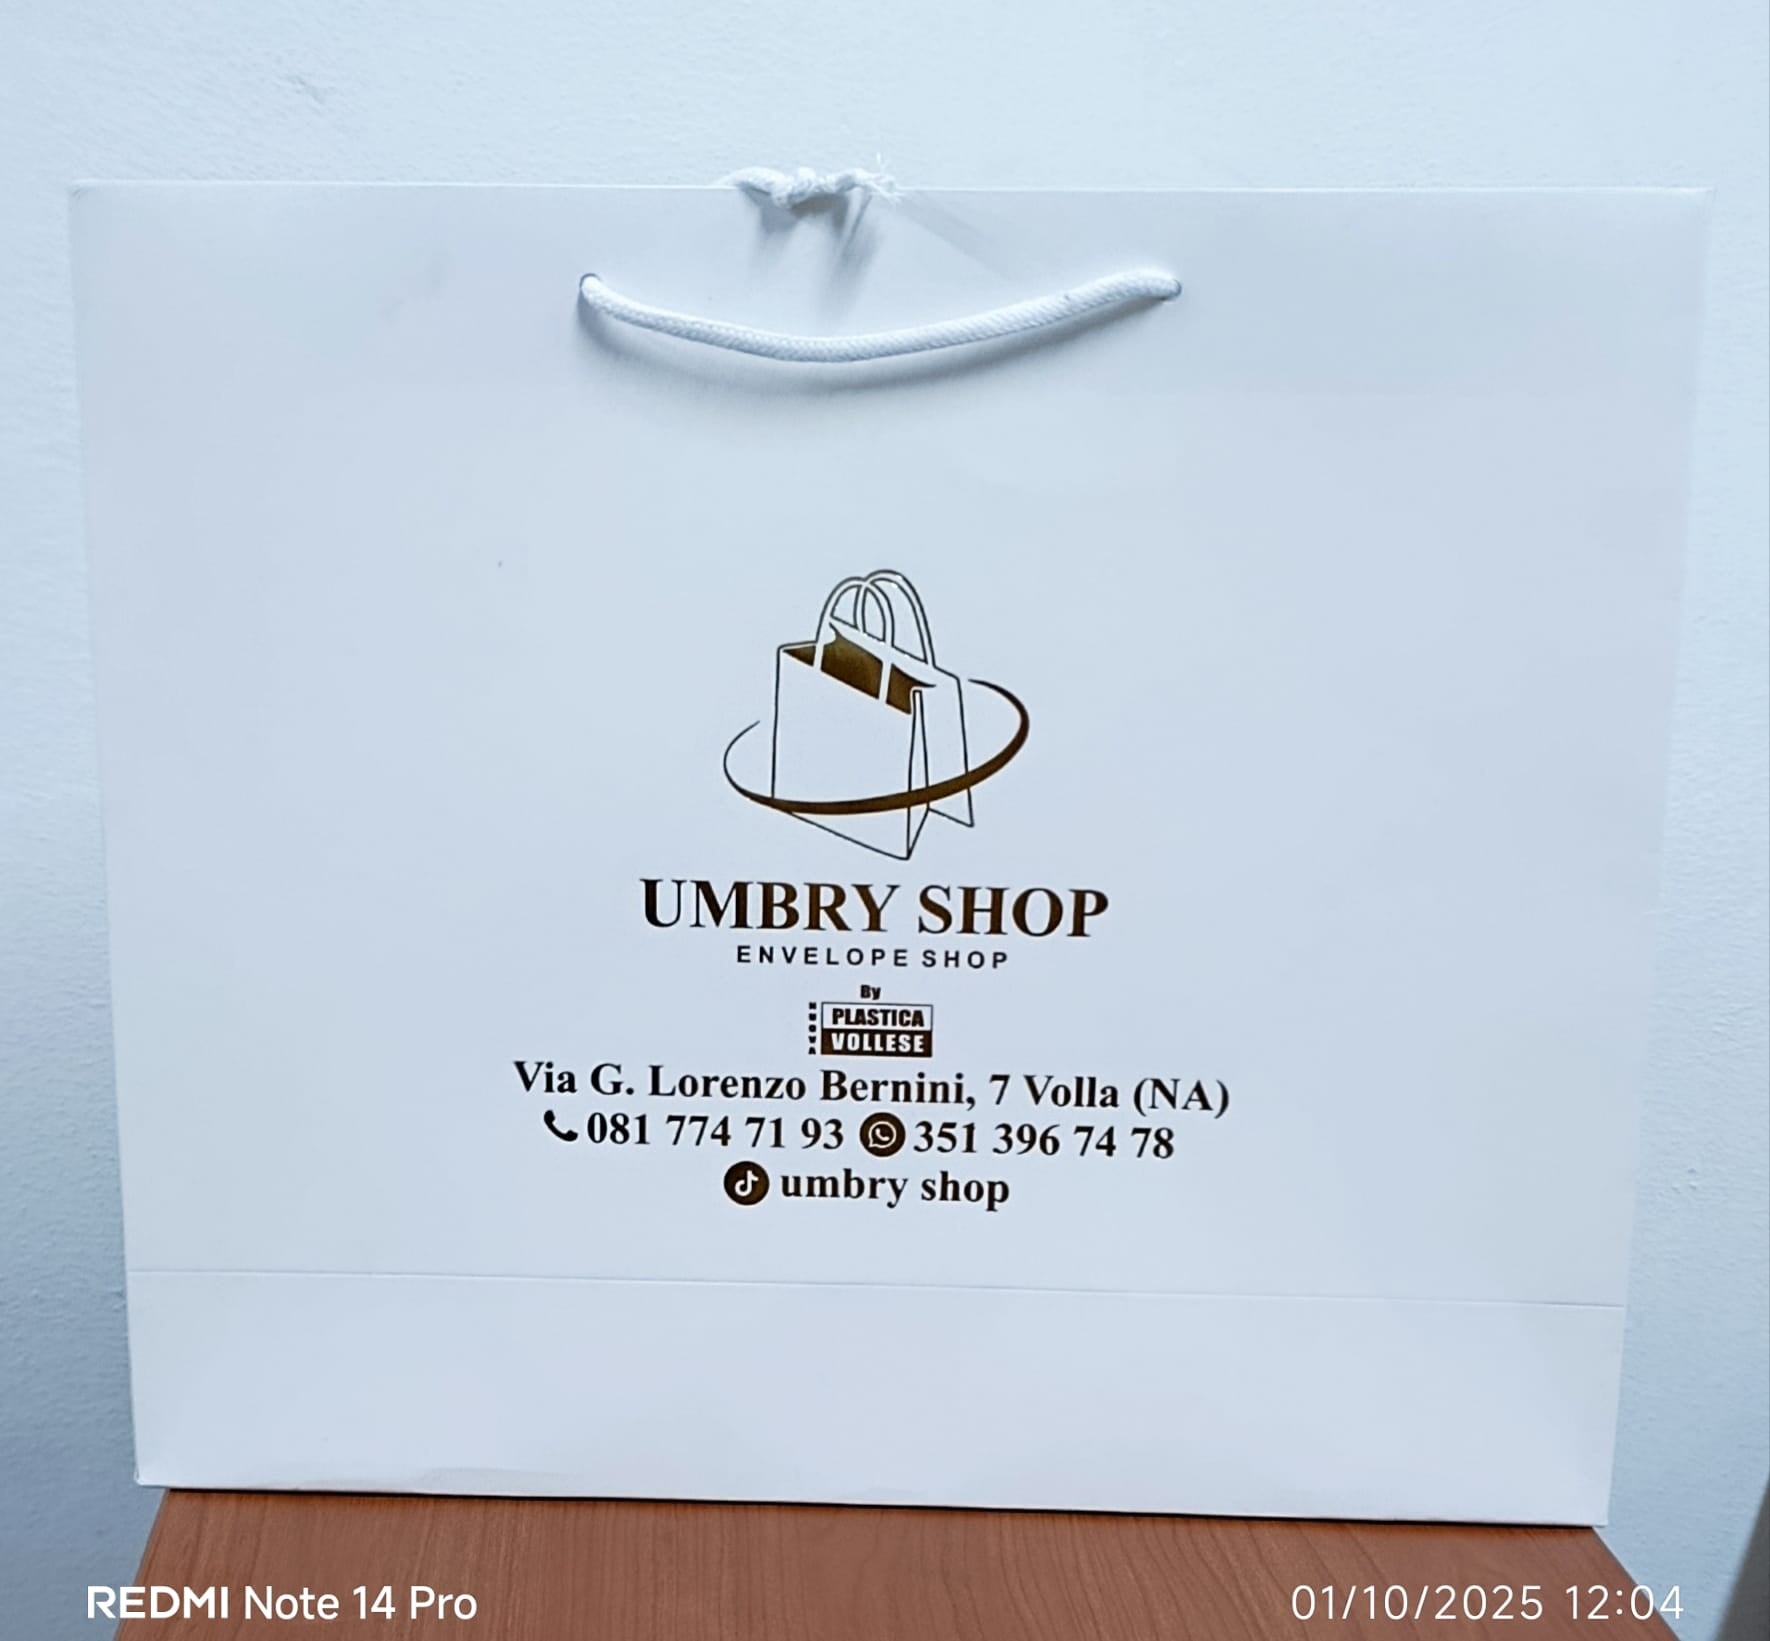 UMBRY SHOP
ENVELOPE SHOP
By
NUOVA
PLASTICA
VOLLESE
Via G. Lorenzo Bernini, 7 Volla (NA)
081 774 71 93 351 396 74 78
umbry shop
REDMI Note 14 Pro
01/10/2025 12:04